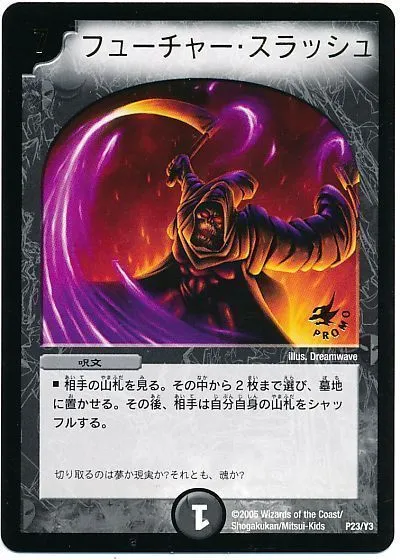 7
フューチャー・スラッシュ
PROMO
illus. Dreamwave
呪文
■ 相手の山札を見る。その中から2枚まで選び、墓地
に置かせる。その後、相手は自分自身の山札をシャッ
フルする。
切り取るのは夢か現実か?それとも、魂か?
1
©2005 Wizards of the Coast/
Shogakukan/Mitsui-Kids
P23/Y3